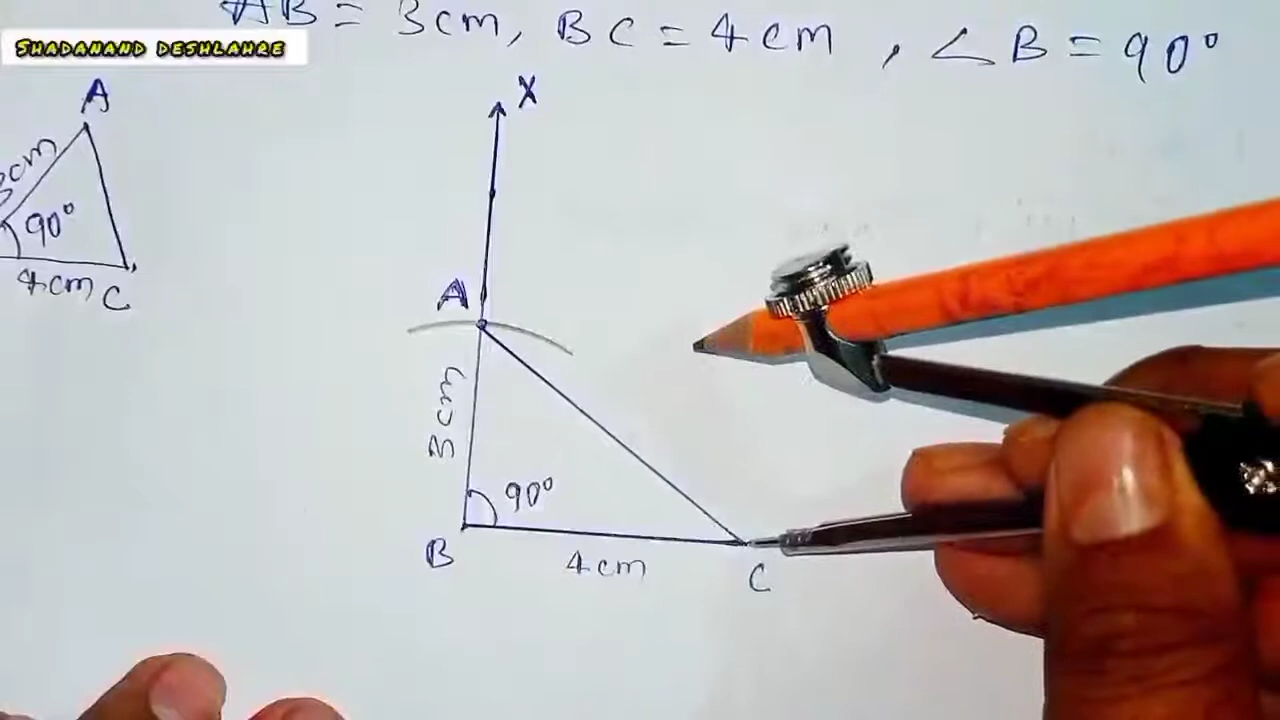 AB = 3cm, BC = 4cm, ∠B = 90°
SHADANAND DESHLAHRE
X
A
3cm
90°
4cm C
A
3cm
90°
B
4cm
C